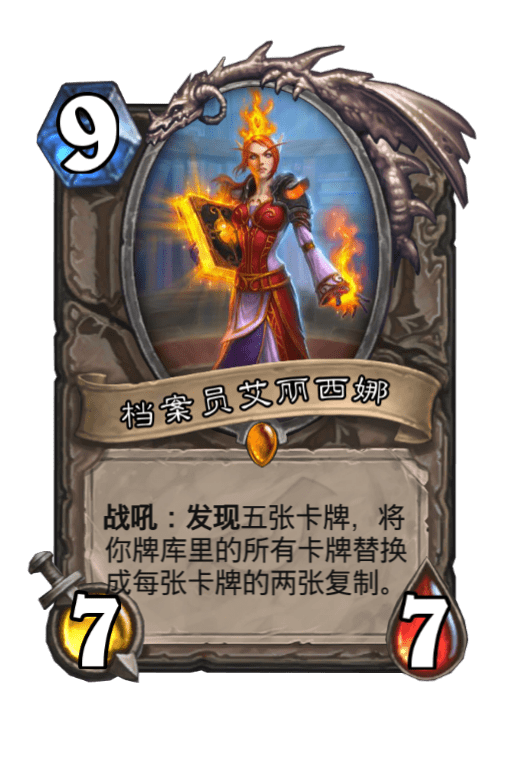 9
档案员艾丽西娜
战吼：发现五张卡牌，将
你牌库里的所有卡牌替换
成每张卡牌的两张复制。
7
7